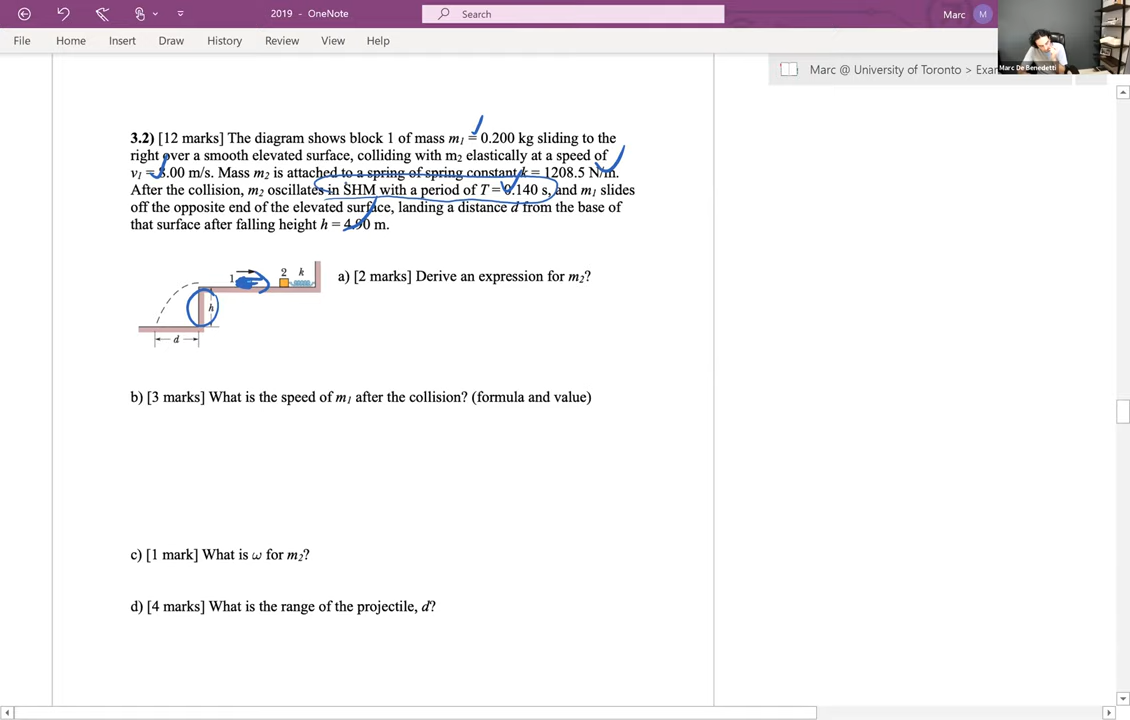 2019 - OneNote
Search
Marc
M
File Home Insert Draw History Review View Help
Marc De Benedetti
Marc @ University of Toronto > Exa
3.2) [12 marks] The diagram shows block 1 of mass m1 = 0.200 kg sliding to the
right over a smooth elevated surface, colliding with m2 elastically at a speed of
v1 = 8.00 m/s. Mass m2 is attached to a spring of spring constant k = 1208.5 N/m.
After the collision, m2 oscillates in SHM with a period of T = 0.140 s, and m1 slides
off the opposite end of the elevated surface, landing a distance d from the base of
that surface after falling height h = 4.90 m.
1 2 k
h
d
a) [2 marks] Derive an expression for m2?
b) [3 marks] What is the speed of m1 after the collision? (formula and value)
c) [1 mark] What is ω for m2?
d) [4 marks] What is the range of the projectile, d?